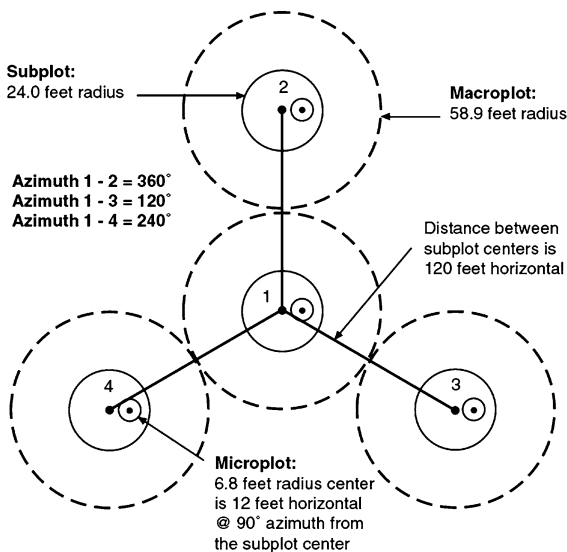 Subplot:
24.0 feet radius
2
Macroplot:
58.9 feet radius
Azimuth 1 - 2 = 360°
Azimuth 1 - 3 = 120°
Azimuth 1 - 4 = 240°
Distance between
subplot centers is
120 feet horizontal
1
4
3
Microplot:
6.8 feet radius center
is 12 feet horizontal
@ 90° azimuth from
the subplot center